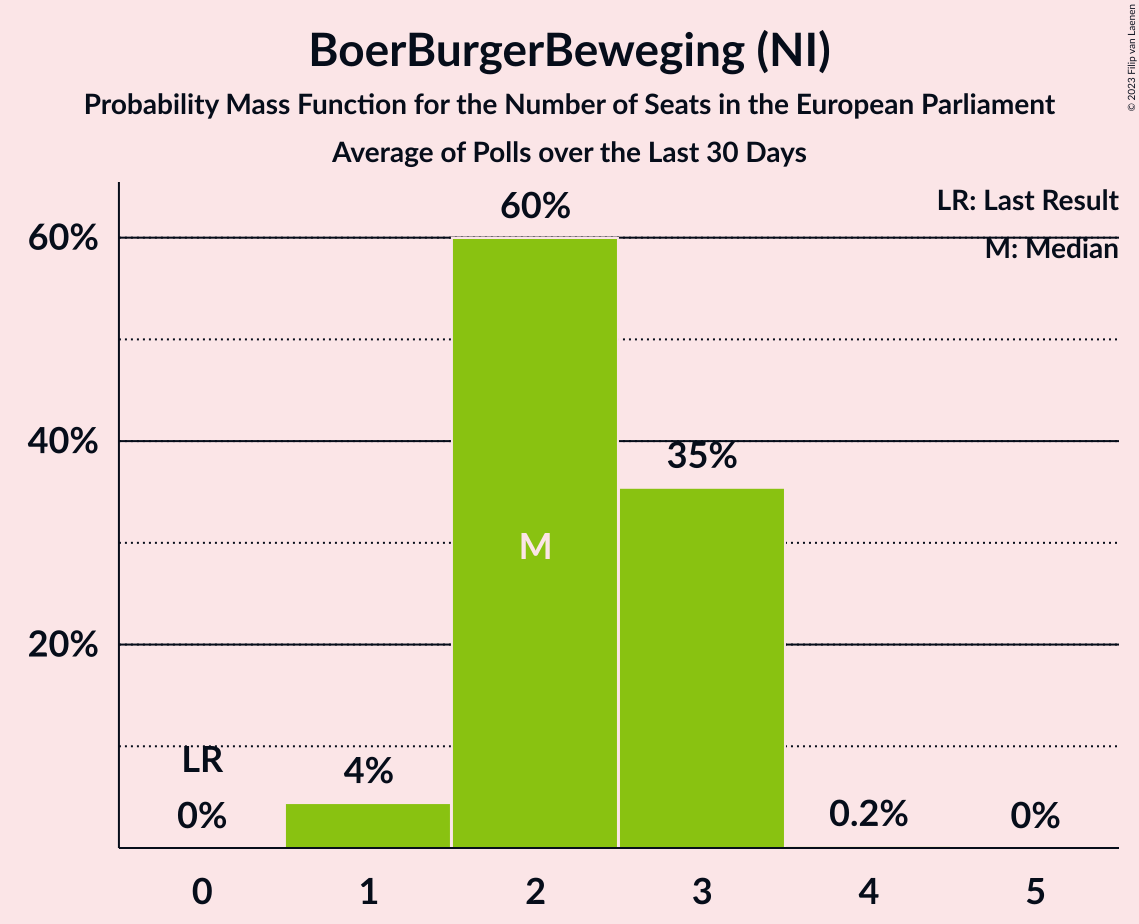 BoerBurgerBeweging (NI)
Probability Mass Function for the Number of Seats in the European Parliament
Average of Polls over the Last 30 Days
© 2023 Filip van Laenen
LR: Last Result
M: Median
60%
40%
20%
60%
35%
M
LR
0%
4%
0.2%
0%
0 1 2 3 4 5